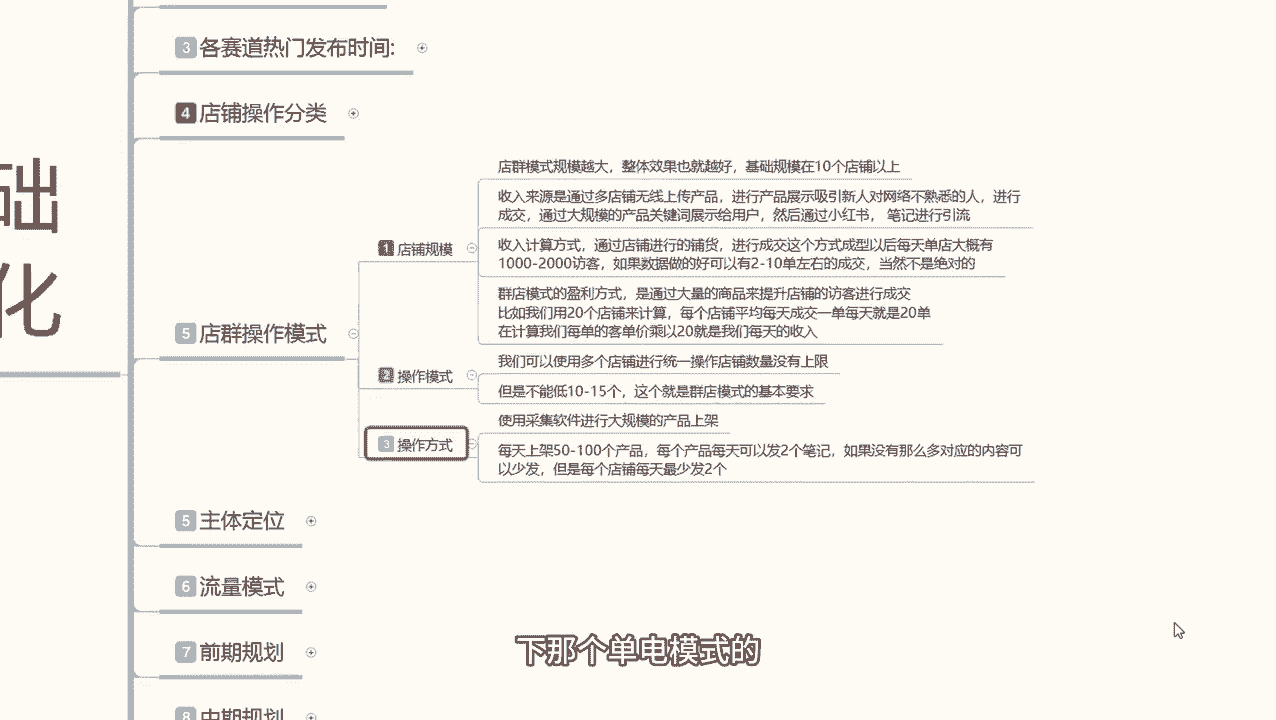 础
化
3 各赛道热门发布时间:
4 店铺操作分类
5 店群操作模式
1 店铺规模
店群模式规模越大，整体效果也就越好，基础规模在10个店铺以上
收入来源是通过多店铺无线上传产品，进行产品展示吸引新人对网络不熟悉的人，进行
成交，通过大规模的产品关键词展示给用户，然后通过小红书， 笔记进行引流
收入计算方式，通过店铺进行的铺货，进行成交这个方式成型以后每天单店大概有
1000-2000访客，如果数据做的好可以有2-10单左右的成交，当然不是绝对的
群店模式的盈利方式，是通过大量的商品来提升店铺的访客进行成交
比如我们用20个店铺来计算，每个店铺平均每天成交一单每天就是20单
在计算我们每单的客单价乘以20就是我们每天的收入
2 操作模式
我们可以使用多个店铺进行统一操作店铺数量没有上限
但是不能低10-15个，这个就是群店模式的基本要求
3 操作方式
使用采集软件进行大规模的产品上架
每天上架50-100个产品，每个产品每天可以发2个笔记，如果没有那么多对应的内容可
以少发，但是每个店铺每天最少发2个
5 主体定位
6 流量模式
7 前期规划
8 中期规划
下那个单电模式的